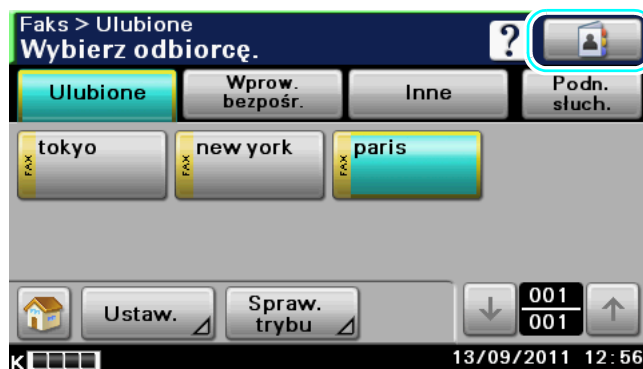 Faks > Ulubione
Wybierz odbiorcę.
?
Ulubione
Wprow.
bezpośr.
Inne
Podn.
słuch.
FAX
tokyo
FAX
new york
FAX
paris
Ustaw.
Spraw.
trybu
001
001
K
13/09/2011 12:56